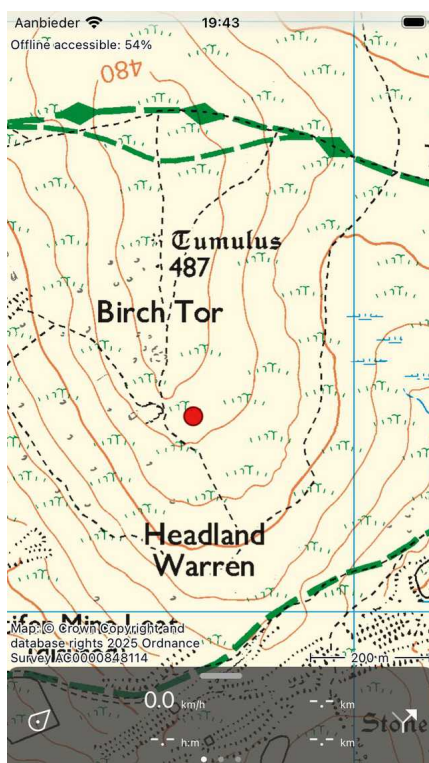 Aanbieder 19:43
Offline accessible: 54%
480
Tumulus
487
Birch Tor
Headland
Warren
Map: © Crown Copyright and
database rights 2025 Ordnance
Survey AC0000848114
200 m
0.0 km/h -.- km
Stone
-.- h:m -.- km